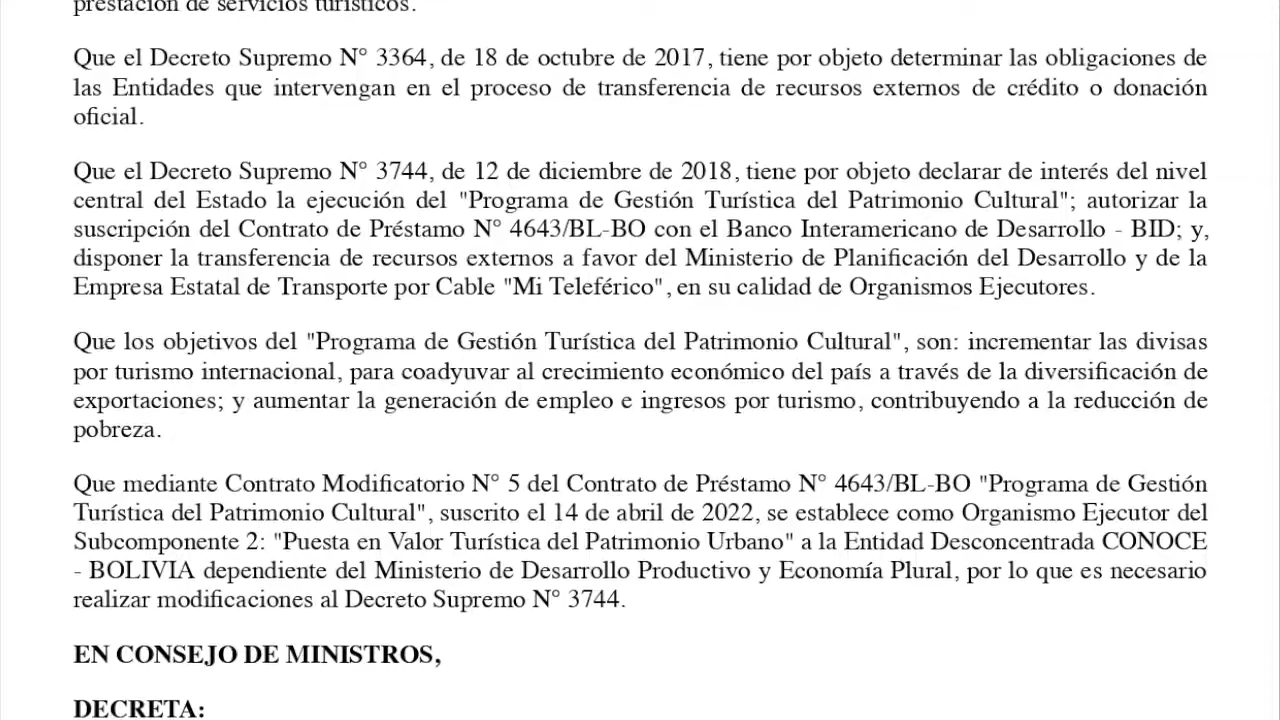 prestación de servicios turísticos.
Que el Decreto Supremo N° 3364, de 18 de octubre de 2017, tiene por objeto determinar las obligaciones de
las Entidades que intervengan en el proceso de transferencia de recursos externos de crédito o donación
oficial.
Que el Decreto Supremo N° 3744, de 12 de diciembre de 2018, tiene por objeto declarar de interés del nivel
central del Estado la ejecución del "Programa de Gestión Turística del Patrimonio Cultural"; autorizar la
suscripción del Contrato de Préstamo N° 4643/BL-BO con el Banco Interamericano de Desarrollo - BID; y,
disponer la transferencia de recursos externos a favor del Ministerio de Planificación del Desarrollo y de la
Empresa Estatal de Transporte por Cable "Mi Teleférico", en su calidad de Organismos Ejecutores.
Que los objetivos del "Programa de Gestión Turística del Patrimonio Cultural", son: incrementar las divisas
por turismo internacional, para coadyuvar al crecimiento económico del país a través de la diversificación de
exportaciones; y aumentar la generación de empleo e ingresos por turismo, contribuyendo a la reducción de
pobreza.
Que mediante Contrato Modificatorio N° 5 del Contrato de Préstamo N° 4643/BL-BO "Programa de Gestión
Turística del Patrimonio Cultural", suscrito el 14 de abril de 2022, se establece como Organismo Ejecutor del
Subcomponente 2: "Puesta en Valor Turística del Patrimonio Urbano" a la Entidad Desconcentrada CONOCE
- BOLIVIA dependiente del Ministerio de Desarrollo Productivo y Economía Plural, por lo que es necesario
realizar modificaciones al Decreto Supremo N° 3744.
EN CONSEJO DE MINISTROS,
DECRETA: